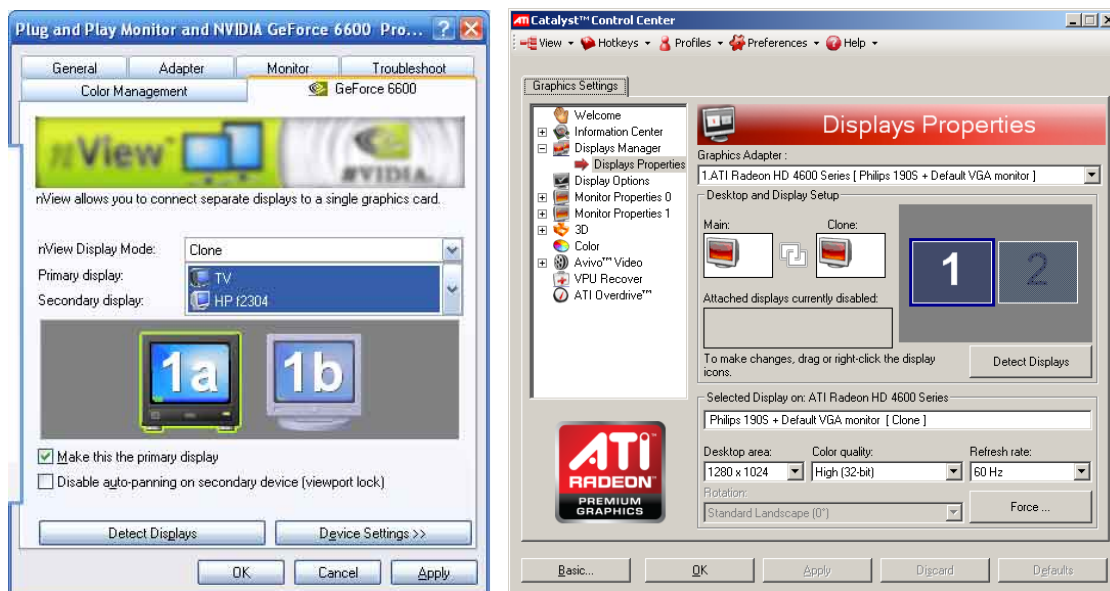 Plug and Play Monitor and NVIDIA GeForce 6600 Pro...
General Adapter Monitor Troubleshoot
Color Management GeForce 6600
nView™ NVIDIA
nView allows you to connect separate displays to a single graphics card.
nView Display Mode: Clone
Primary display: TV
Secondary display: HP f2304
1a 1b
Make this the primary display
Disable auto-panning on secondary device (viewport lock)
Detect Displays Device Settings >>
OK Cancel Apply
ATI Catalyst™ Control Center
View Hotkeys Profiles Preferences Help
Graphics Settings
Welcome
Information Center
Displays Manager
Displays Properties
Display Options
Monitor Properties 0
Monitor Properties 1
3D
Color
Avivo™ Video
VPU Recover
ATI Overdrive™
ATI
RADEON
PREMIUM
GRAPHICS
Displays Properties
Graphics Adapter :
1.ATI Radeon HD 4600 Series [ Philips 190S + Default VGA monitor ]
Desktop and Display Setup
Main: Clone:
1 2
Attached displays currently disabled:
To make changes, drag or right-click the display
icons.
Detect Displays
Selected Display on: ATI Radeon HD 4600 Series
Philips 190S + Default VGA monitor [ Clone ]
Desktop area: Color quality: Refresh rate:
1280 x 1024 High (32-bit) 60 Hz
Rotation:
Standard Landscape (0°) Force ...
Basic... OK Apply Discard Defaults